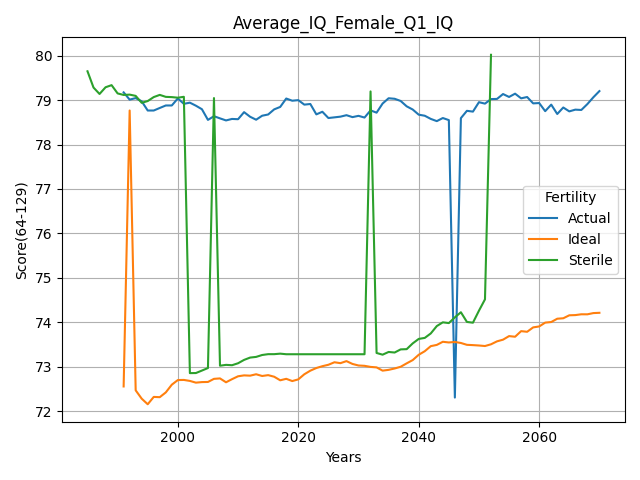 Average_IQ_Female_Q1_IQ
Score(64-129)
80
79
78
77
76
75
74
73
72
2000
2020
2040
2060
Years
Fertility
Actual
Ideal
Sterile